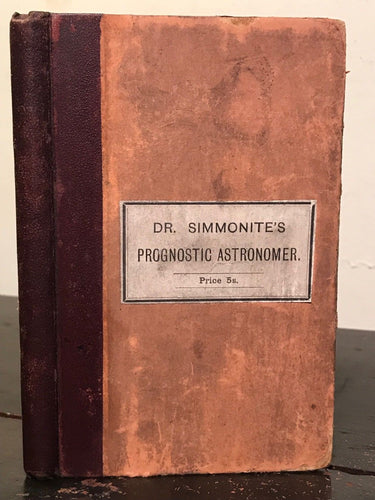 DR. SIMMONITE'S
PROGNOSTIC ASTRONOMER.
Price 5s.